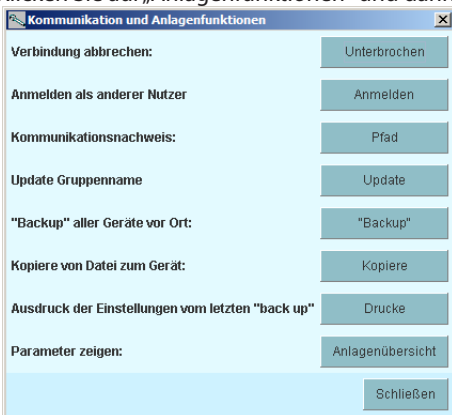 Kommunikation und Anlagenfunktionen
Verbindung abbrechen: Unterbrochen
Anmelden als anderer Nutzer Anmelden
Kommunikationsnachweis: Pfad
Update Gruppenname Update
"Backup" aller Geräte vor Ort: "Backup"
Kopiere von Datei zum Gerät: Kopiere
Ausdruck der Einstellungen vom letzten "back up" Drucke
Parameter zeigen: Anlagenübersicht
Schließen